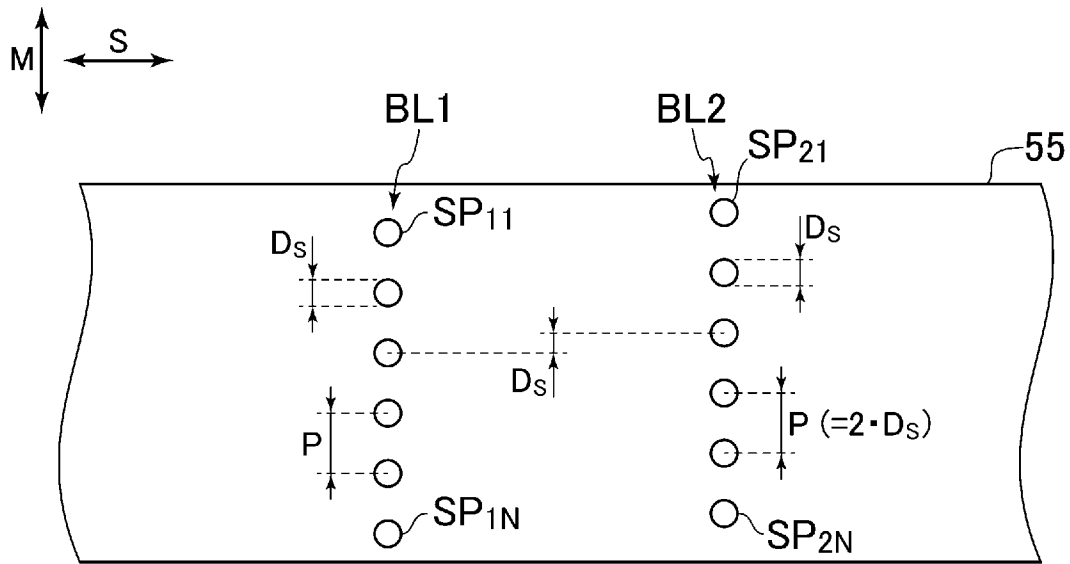 M
S
BL1
BL2
SP21
55
SP11
DS
DS
DS
P
P (=2・DS)
SP1N
SP2N